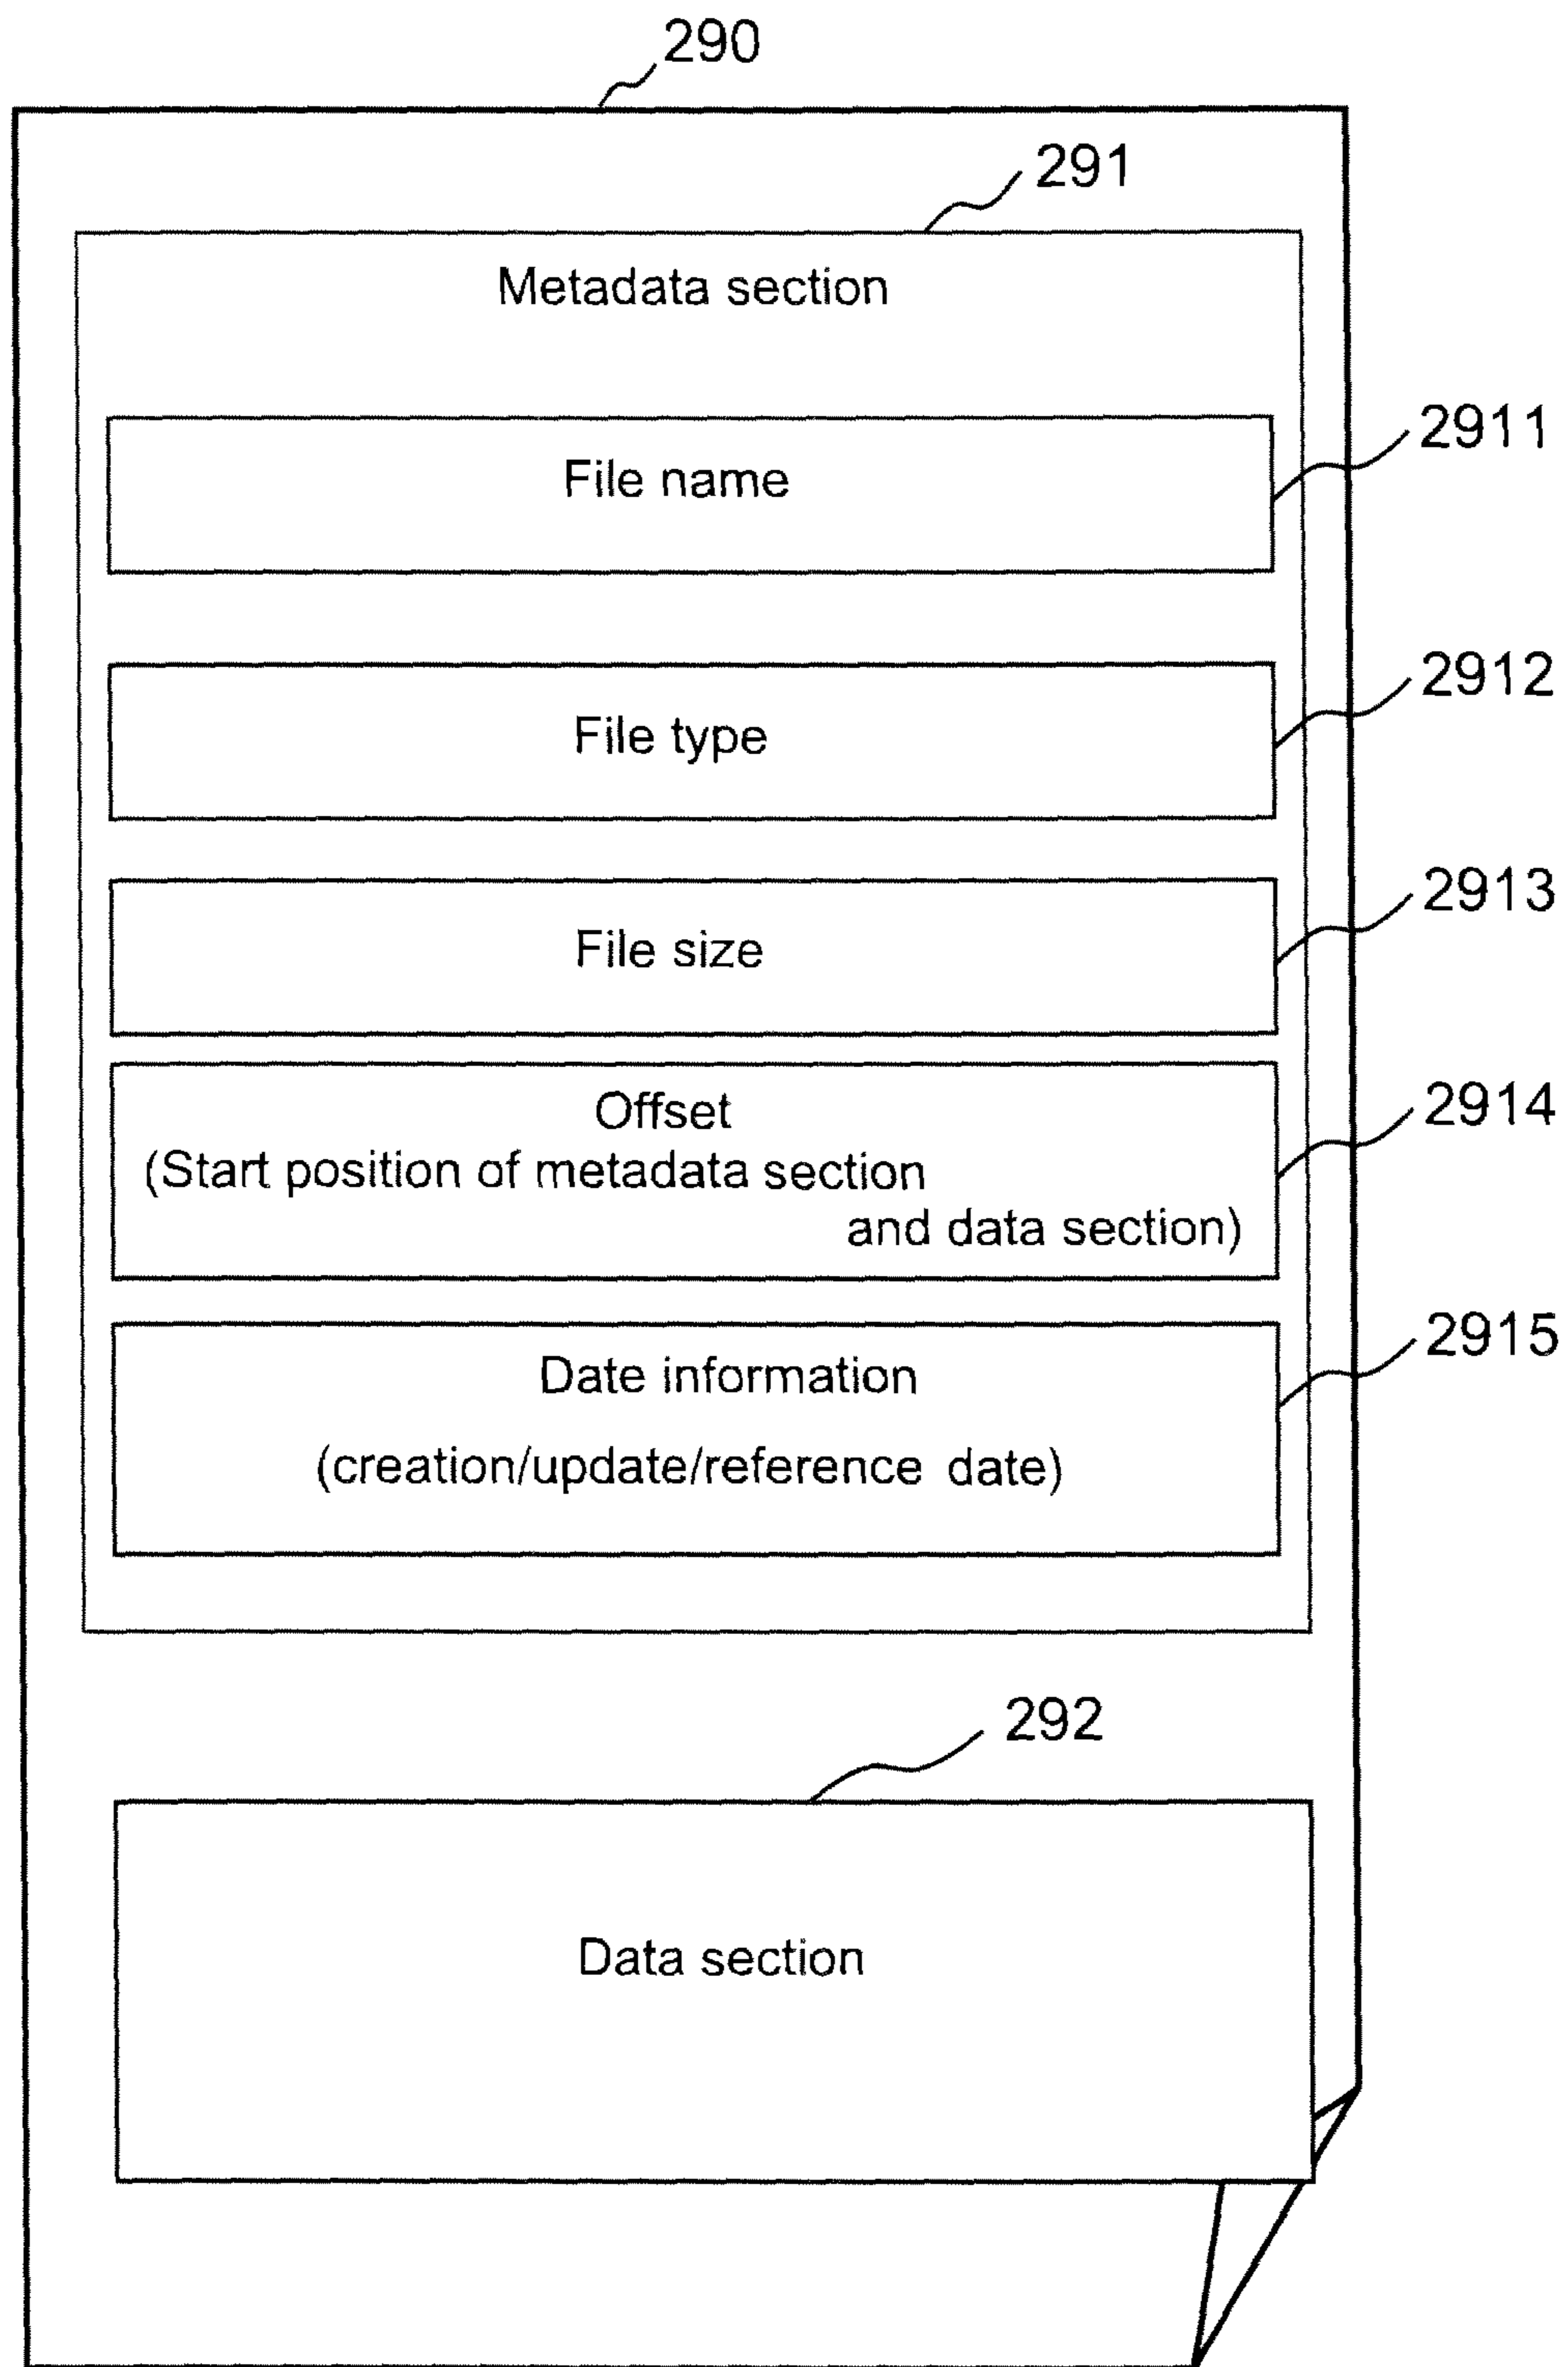 290
291
Metadata section
2911
File name
2912
File type
2913
File size
2914
Offset
(Start position of metadata section
and data section)
2915
Date information
(creation/update/reference date)
292
Data section